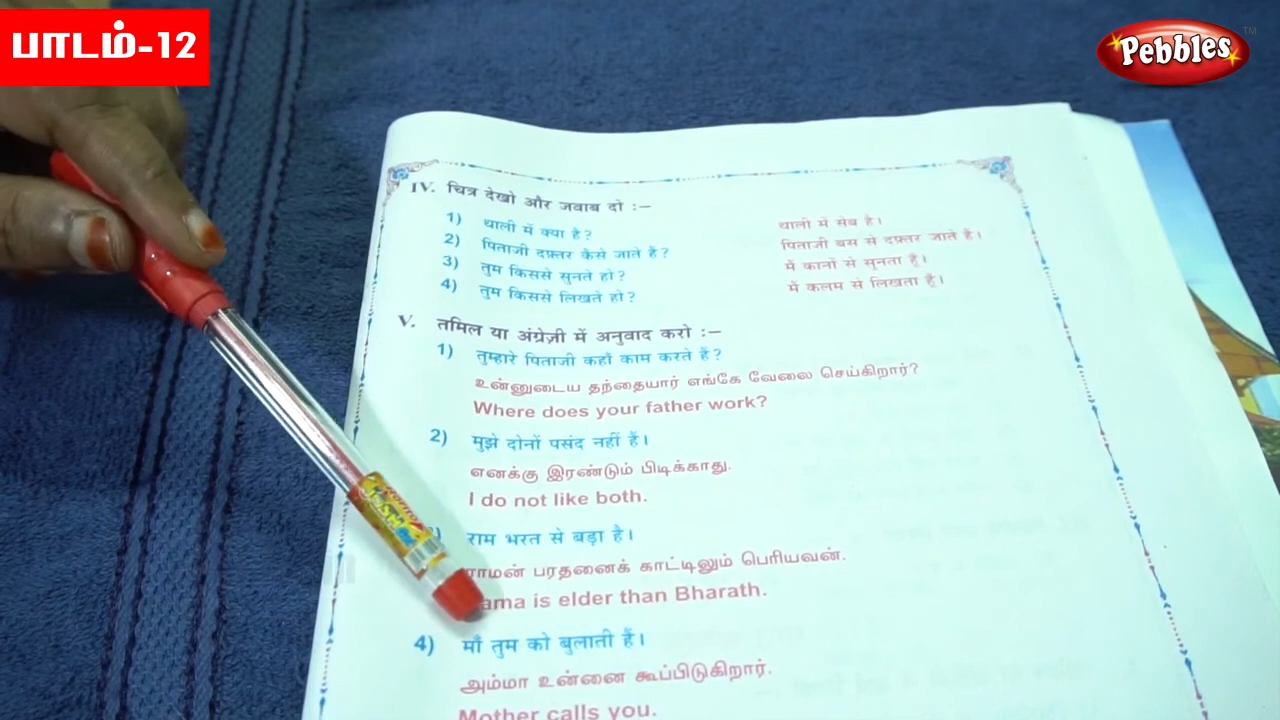 பாடம்-12
Pebbles TM
IV. चित्र देखो और जवाब दो :-
1) थाली में क्या है? थाली में सेब है।
2) पिताजी दफ़्तर कैसे जाते हैं? पिताजी बस से दफ़्तर जाते हैं।
3) तुम किससे सुनते हो? मैं कानों से सुनता हूँ।
4) तुम किससे लिखते हो? मैं कलम से लिखता हूँ।
V. तमिल या अंग्रेज़ी में अनुवाद करो :-
1) तुम्हारे पिताजी कहाँ काम करते हैं?
உன்னுடைய தந்தையார் எங்கே வேலை செய்கிறார்?
Where does your father work?
2) मुझे दोनों पसंद नहीं हैं।
எனக்கு இரண்டும் பிடிக்காது.
I do not like both.
राम भरत से बड़ा है।
பரதனைக் காட்டிலும் பெரியவன்.
is elder than Bharath.
4) माँ तुम को बुलाती हैं।
அம்மா உன்னை கூப்பிடுகிறார்.
Mother calls you.